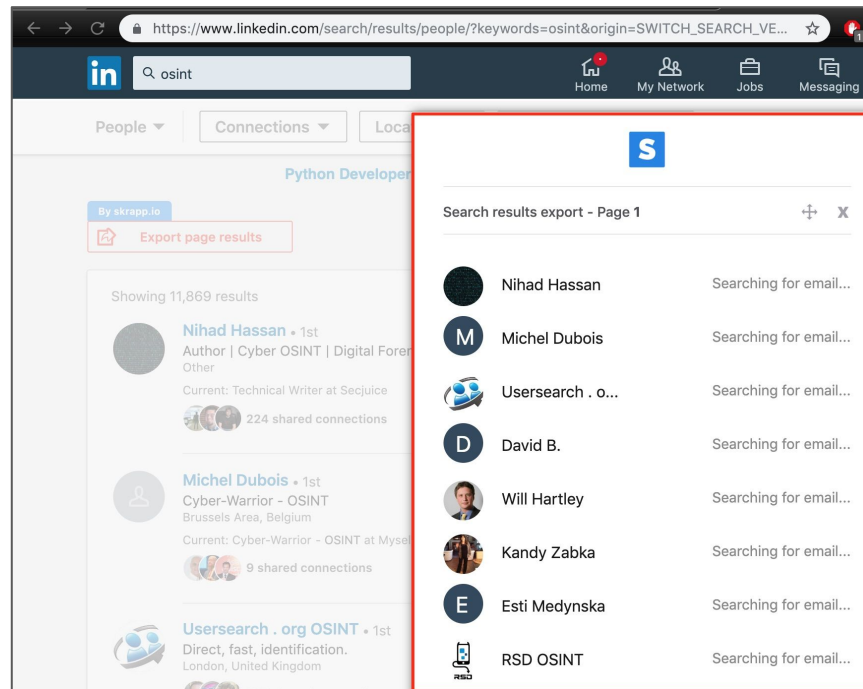 https://www.linkedin.com/search/results/people/?keywords=osint&origin=SWITCH_SEARCH_VE...
1
in
osint
Home
My Network
Jobs
Messaging
People
Connections
Loca
Python Developer
By skrapp.io
Export page results
Showing 11,869 results
Nihad Hassan • 1st
Author | Cyber OSINT | Digital Foren
Other
Current: Technical Writer at Secjuice
224 shared connections
Michel Dubois • 1st
Cyber-Warrior - OSINT
Brussels Area, Belgium
Current: Cyber-Warrior - OSINT at Mysel
9 shared connections
Usersearch . org OSINT • 1st
Direct, fast, identification.
London, United Kingdom
S
Search results export - Page 1
X
Nihad Hassan Searching for email...
M Michel Dubois Searching for email...
Usersearch . o... Searching for email...
D David B. Searching for email...
Will Hartley Searching for email...
Kandy Zabka Searching for email...
E Esti Medynska Searching for email...
RSD RSD OSINT Searching for email...